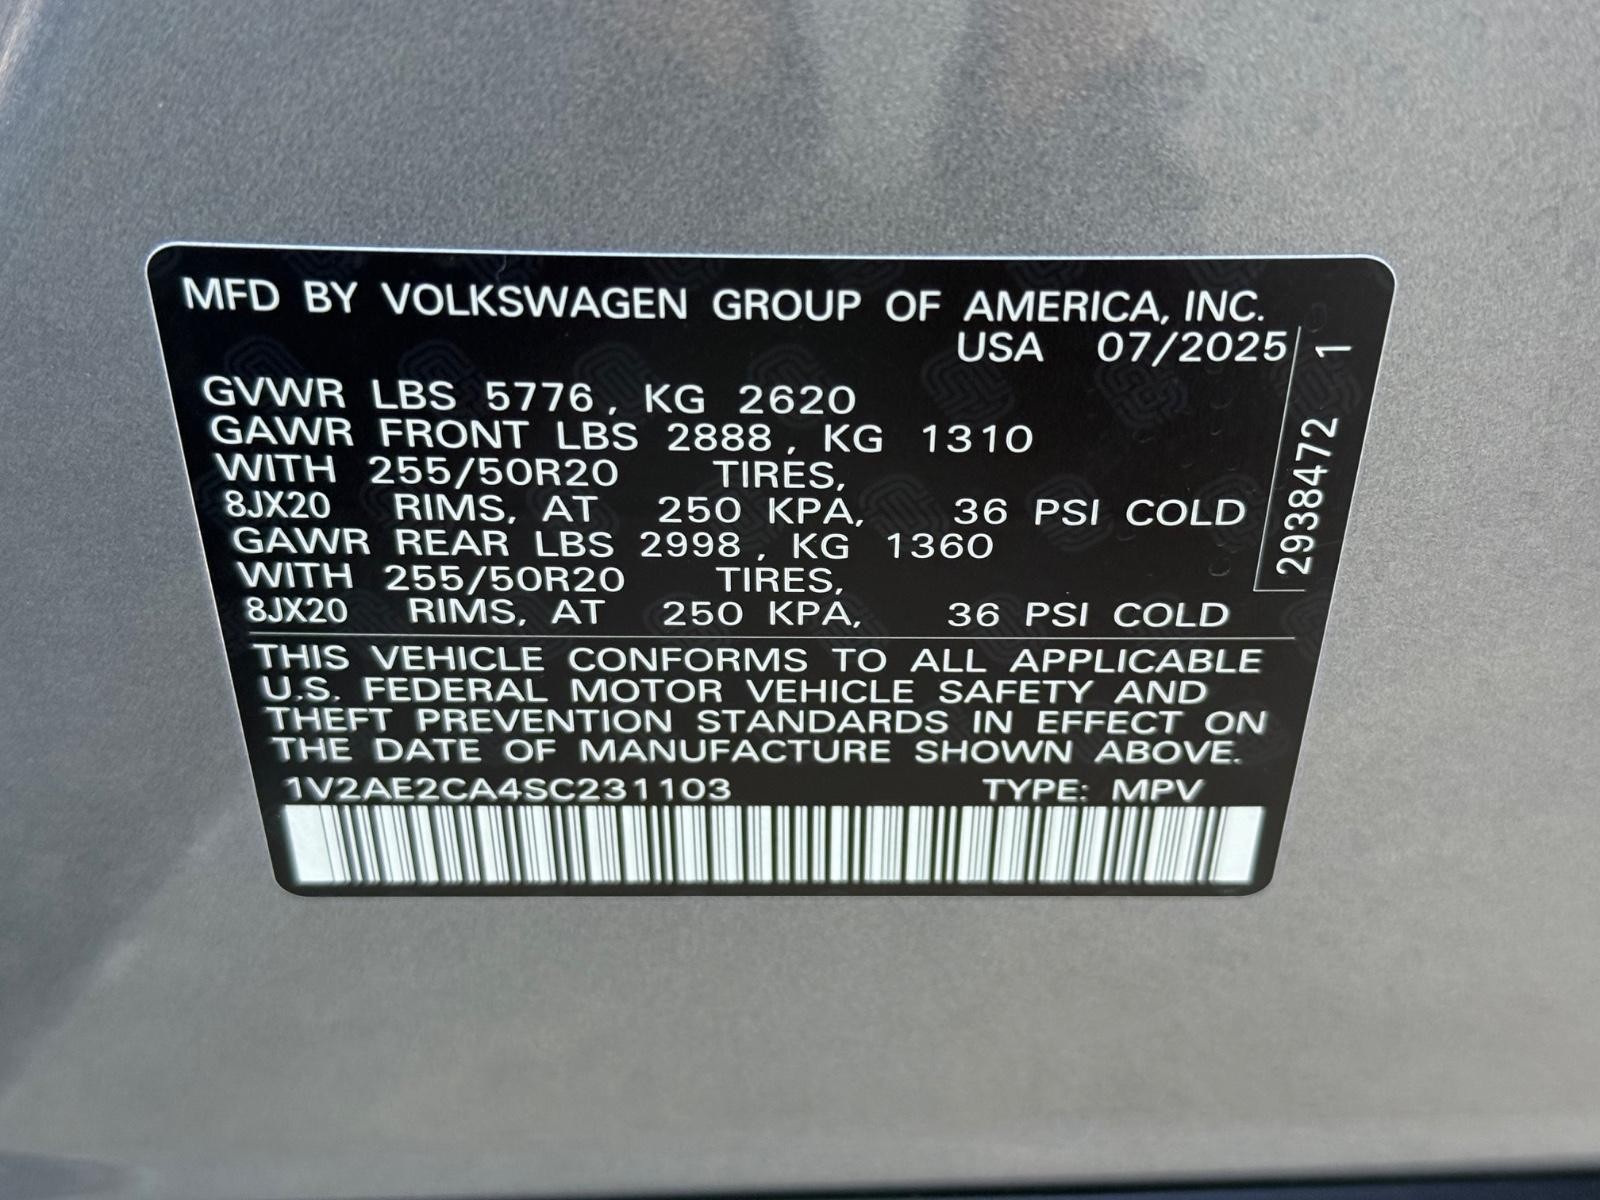 MFD BY VOLKSWAGEN GROUP OF AMERICA, INC.
USA 07/2025
GVWR LBS 5776, KG 2620
GAWR FRONT LBS 2888, KG 1310
WITH 255/50R20 TIRES,
8JX20 RIMS, AT 250 KPA, 36 PSI COLD
GAWR REAR LBS 2998, KG 1360
WITH 255/50R20 TIRES,
8JX20 RIMS, AT 250 KPA, 36 PSI COLD
2938472 1
THIS VEHICLE CONFORMS TO ALL APPLICABLE
U.S. FEDERAL MOTOR VEHICLE SAFETY AND
THEFT PREVENTION STANDARDS IN EFFECT ON
THE DATE OF MANUFACTURE SHOWN ABOVE.
1V2AE2CA4SC231103 TYPE: MPV